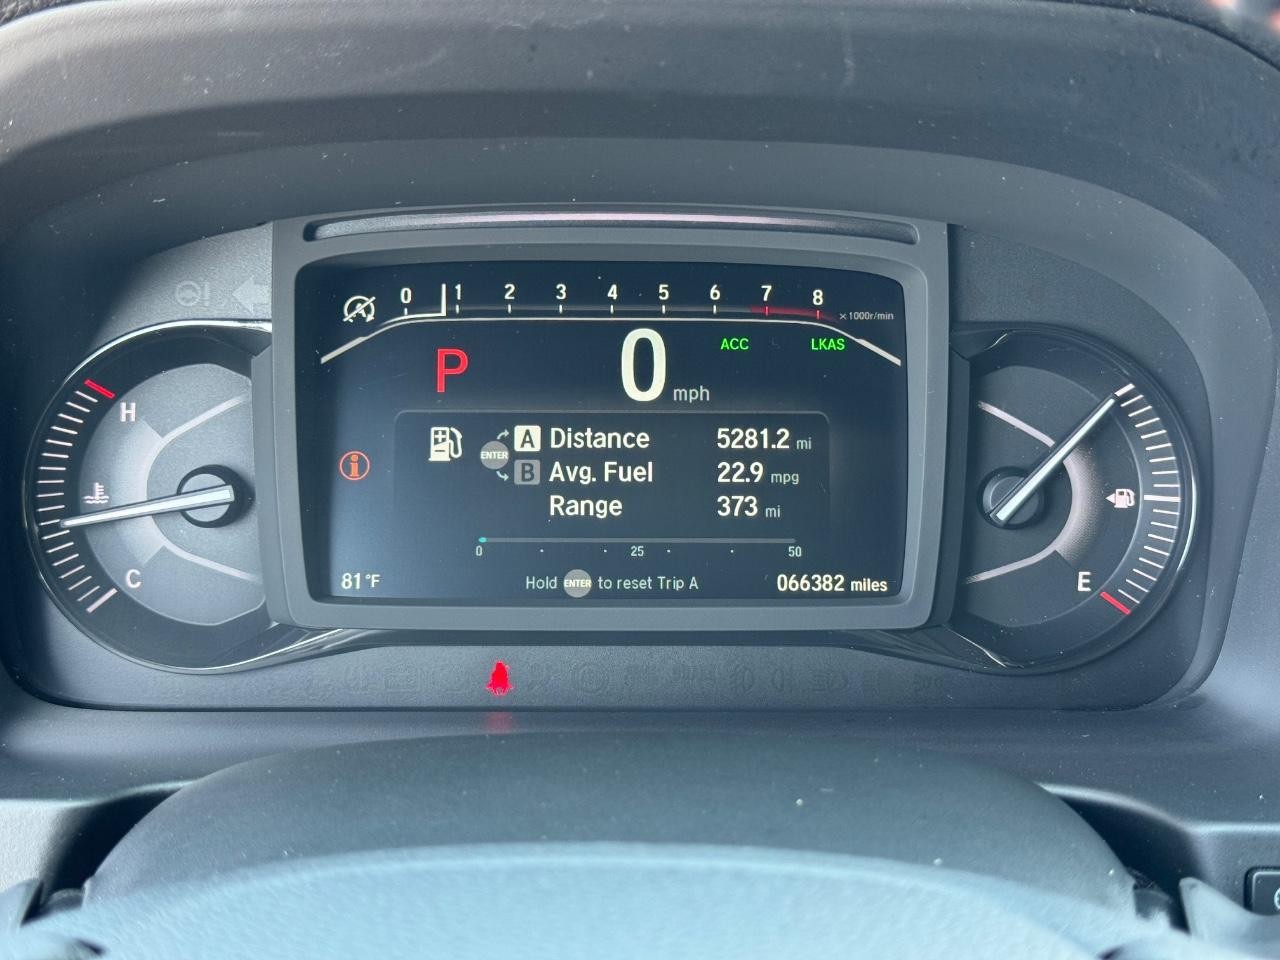 0 1 2 3 4 5 6 7 8
x1000r/min
P 0 mph
ACC LKAS
H
ENTER
A Distance 5281.2 mi
B Avg. Fuel 22.9 mpg
Range 373 mi
0 25 50
C
E
81°F
Hold ENTER to reset Trip A
066382 miles